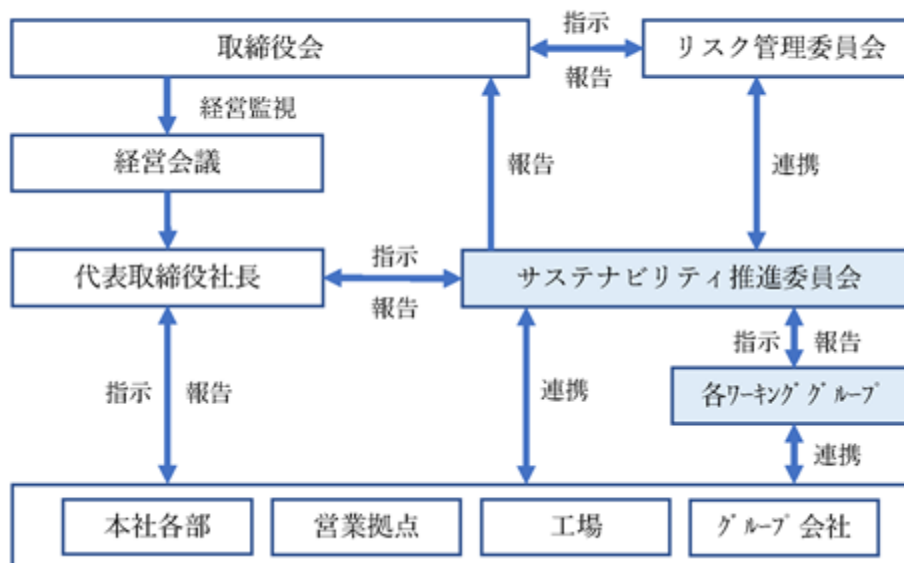 取締役会
指示
報告
リスク管理委員会
経営監視
経営会議
報告
連携
代表取締役社長
指示
報告
サステナビリティ推進委員会
指示
報告
連携
指示
報告
各ﾜｰｷﾝｸﾞｸﾞﾙｰﾌﾟ
連携
本社各部
営業拠点
工場
ｸﾞﾙｰﾌﾟ会社